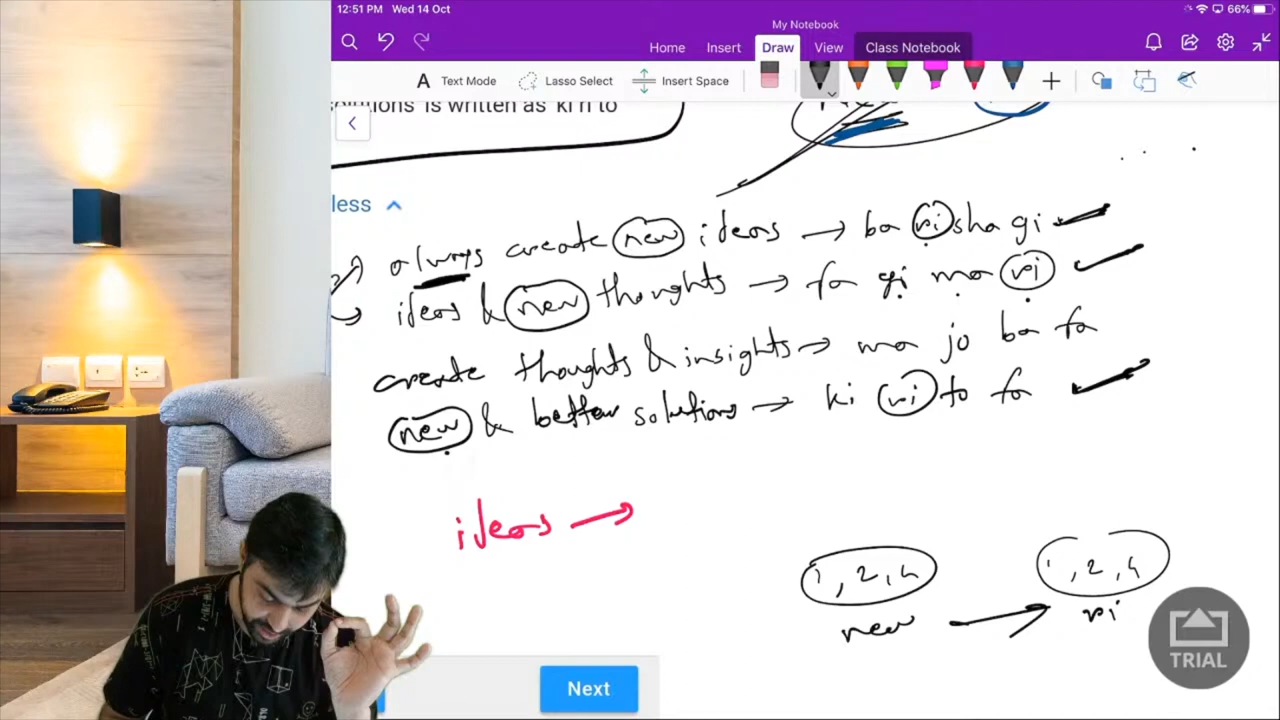 12:51 PM Wed 14 Oct 66%
My Notebook
Home Insert Draw View Class Notebook
Text Mode Lasso Select Insert Space
solutions is written as 'ki ri to
less
always create new ideas → ba ri sha gi
ideas & new thoughts → fa gi ma ri
create thoughts & insights → ma jo ba fa
new & better solutions → ki ri to fa
ideas →
1, 2, 4 1, 2, 4
new → ri
TRIAL
Next